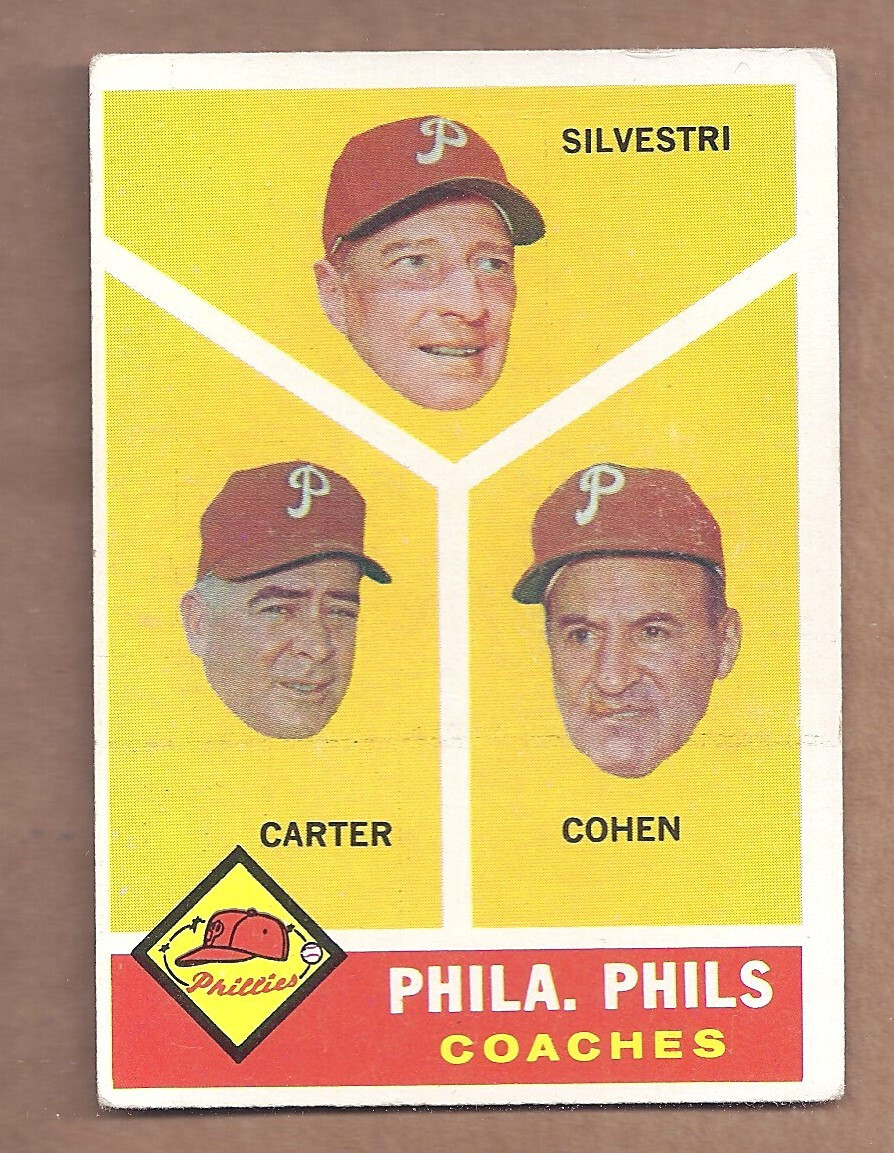 P
SILVESTRI
P
P
CARTER
COHEN
P
Phillies
PHILA. PHILS
COACHES